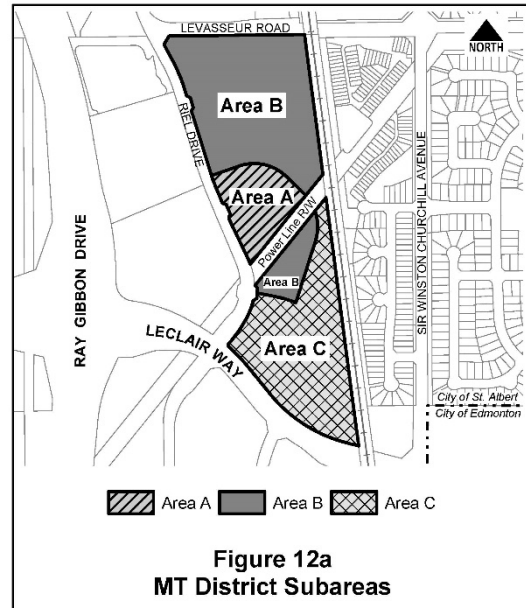 LEVASSEUR ROAD
NORTH
Area B
RIEL DRIVE
Area A
Power Line R/W
SIR WINSTON CHURCHILL AVENUE
RAY GIBBON DRIVE
Area B
LECLAIR WAY
Area C
City of St. Albert
City of Edmonton
Area A Area B Area C
Figure 12a
MT District Subareas